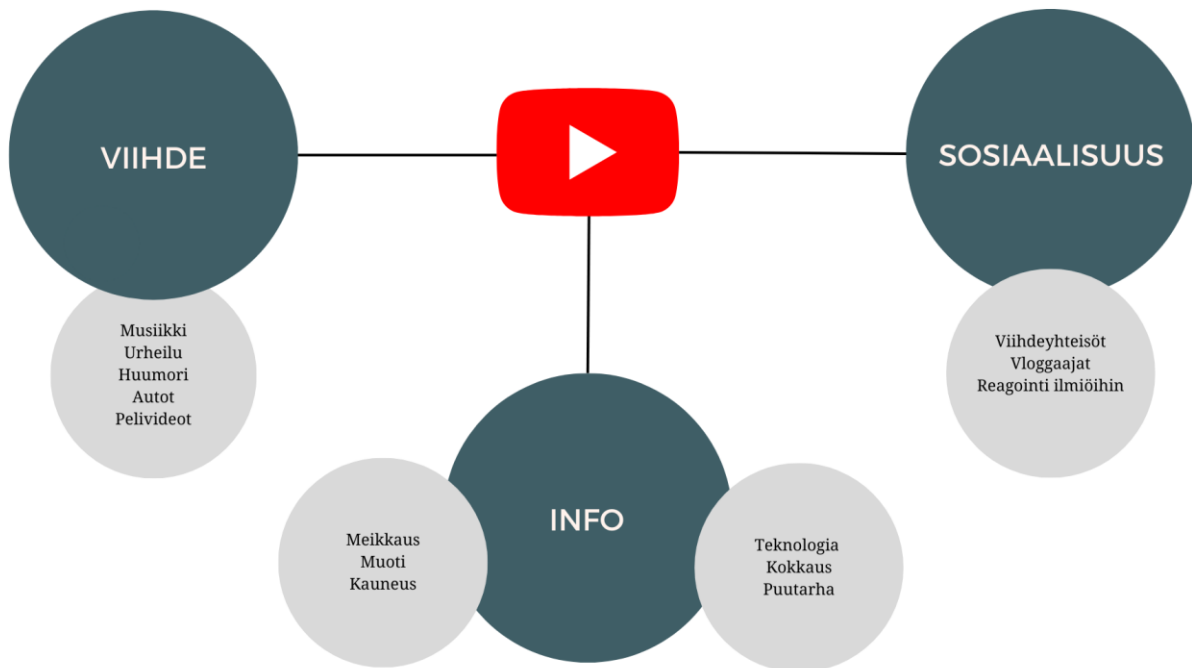 VIIHDE
Musiikki
Urheilu
Huumori
Autot
Pelivideot
SOSIAALISUUS
Viihdeyhteisöt
Vloggaajat
Reagointi ilmiöihin
INFO
Meikkaus
Muoti
Kauneus
Teknologia
Kokkaus
Puutarha